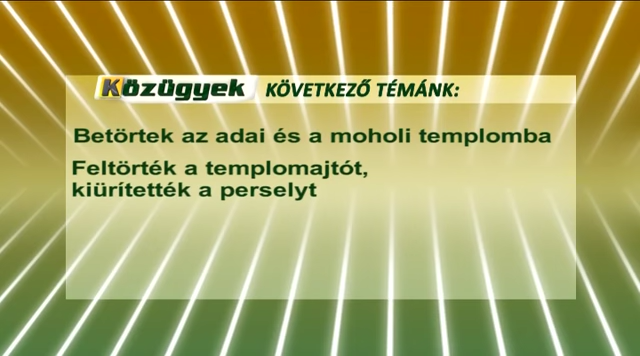 Közügyek KÖVETKEZŐ TÉMÁNK:
Betörtek az adai és a moholi templomba
Feltörték a templomajtót,
kiürítették a perselyt